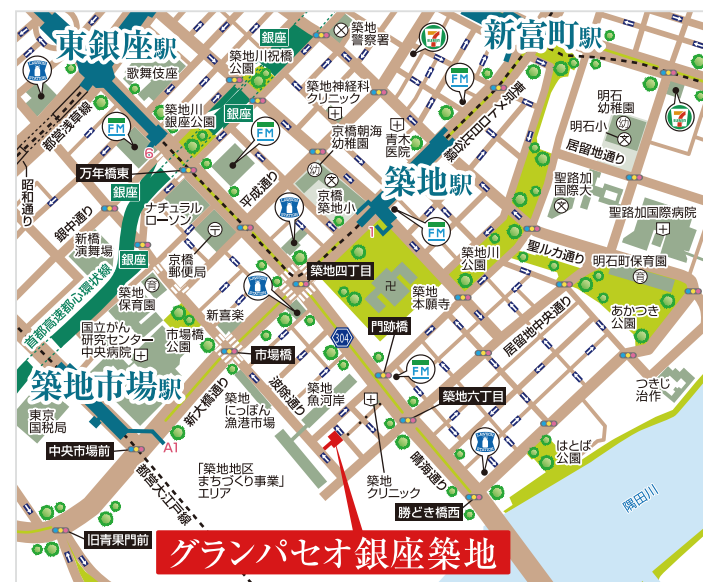 東銀座駅
歌舞伎座
銀座
築地川祝橋
公園
築地
警察署
新富町駅
明石
幼稚園
明石小
居留地通り
築地神経科
クリニック
築地川
銀座公園
銀座
京橋朝海
幼稚園
青木
医院
東京メトロ日比谷線
都営浅草線
6
万年橋東
昭和通り
銀座
銀中通り
ナチュラル
ローソン
平成通り
京橋
築地小
築地駅
1
聖路加
国際大
聖路加国際病院
新橋
演舞場
銀座
京橋
郵便局
築地
保育園
首都高速都心環状線
築地四丁目
築地
本願寺
築地川
公園
聖ルカ通り
明石町保育園
あかつき
公園
居留地中央通り
新喜楽
市場橋
公園
国立がん
研究センター
中央病院
304
門跡橋
市場橋
築地市場駅
新大橋通り
波除通り
築地
魚河岸
築地
にっぽん
漁港市場
築地六丁目
つきじ
治作
東京
国税局
A1
中央市場前
都営大江戸線
「築地地区
まちづくり事業」
エリア
築地
クリニック
晴海通り
はとば
公園
勝どき橋西
隅田川
旧青果門前
グランパセオ銀座築地